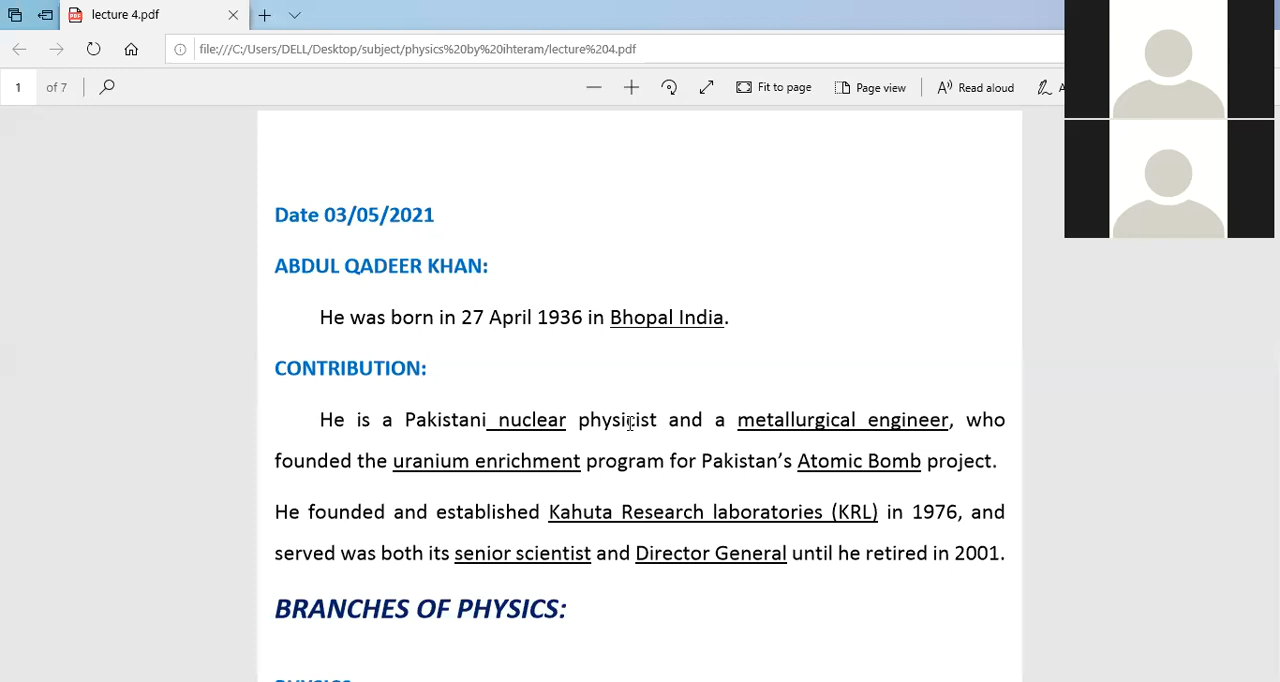 lecture 4.pdf
file:///C:/Users/DELL/Desktop/subject/physics%20by%20ihteram/lecture%204.pdf
1 of 7 Fit to page Page view Read aloud
Date 03/05/2021
ABDUL QADEER KHAN:
He was born in 27 April 1936 in Bhopal India.
CONTRIBUTION:
He is a Pakistani nuclear physicist and a metallurgical engineer, who
founded the uranium enrichment program for Pakistan’s Atomic Bomb project.
He founded and established Kahuta Research laboratories (KRL) in 1976, and
served was both its senior scientist and Director General until he retired in 2001.
BRANCHES OF PHYSICS: